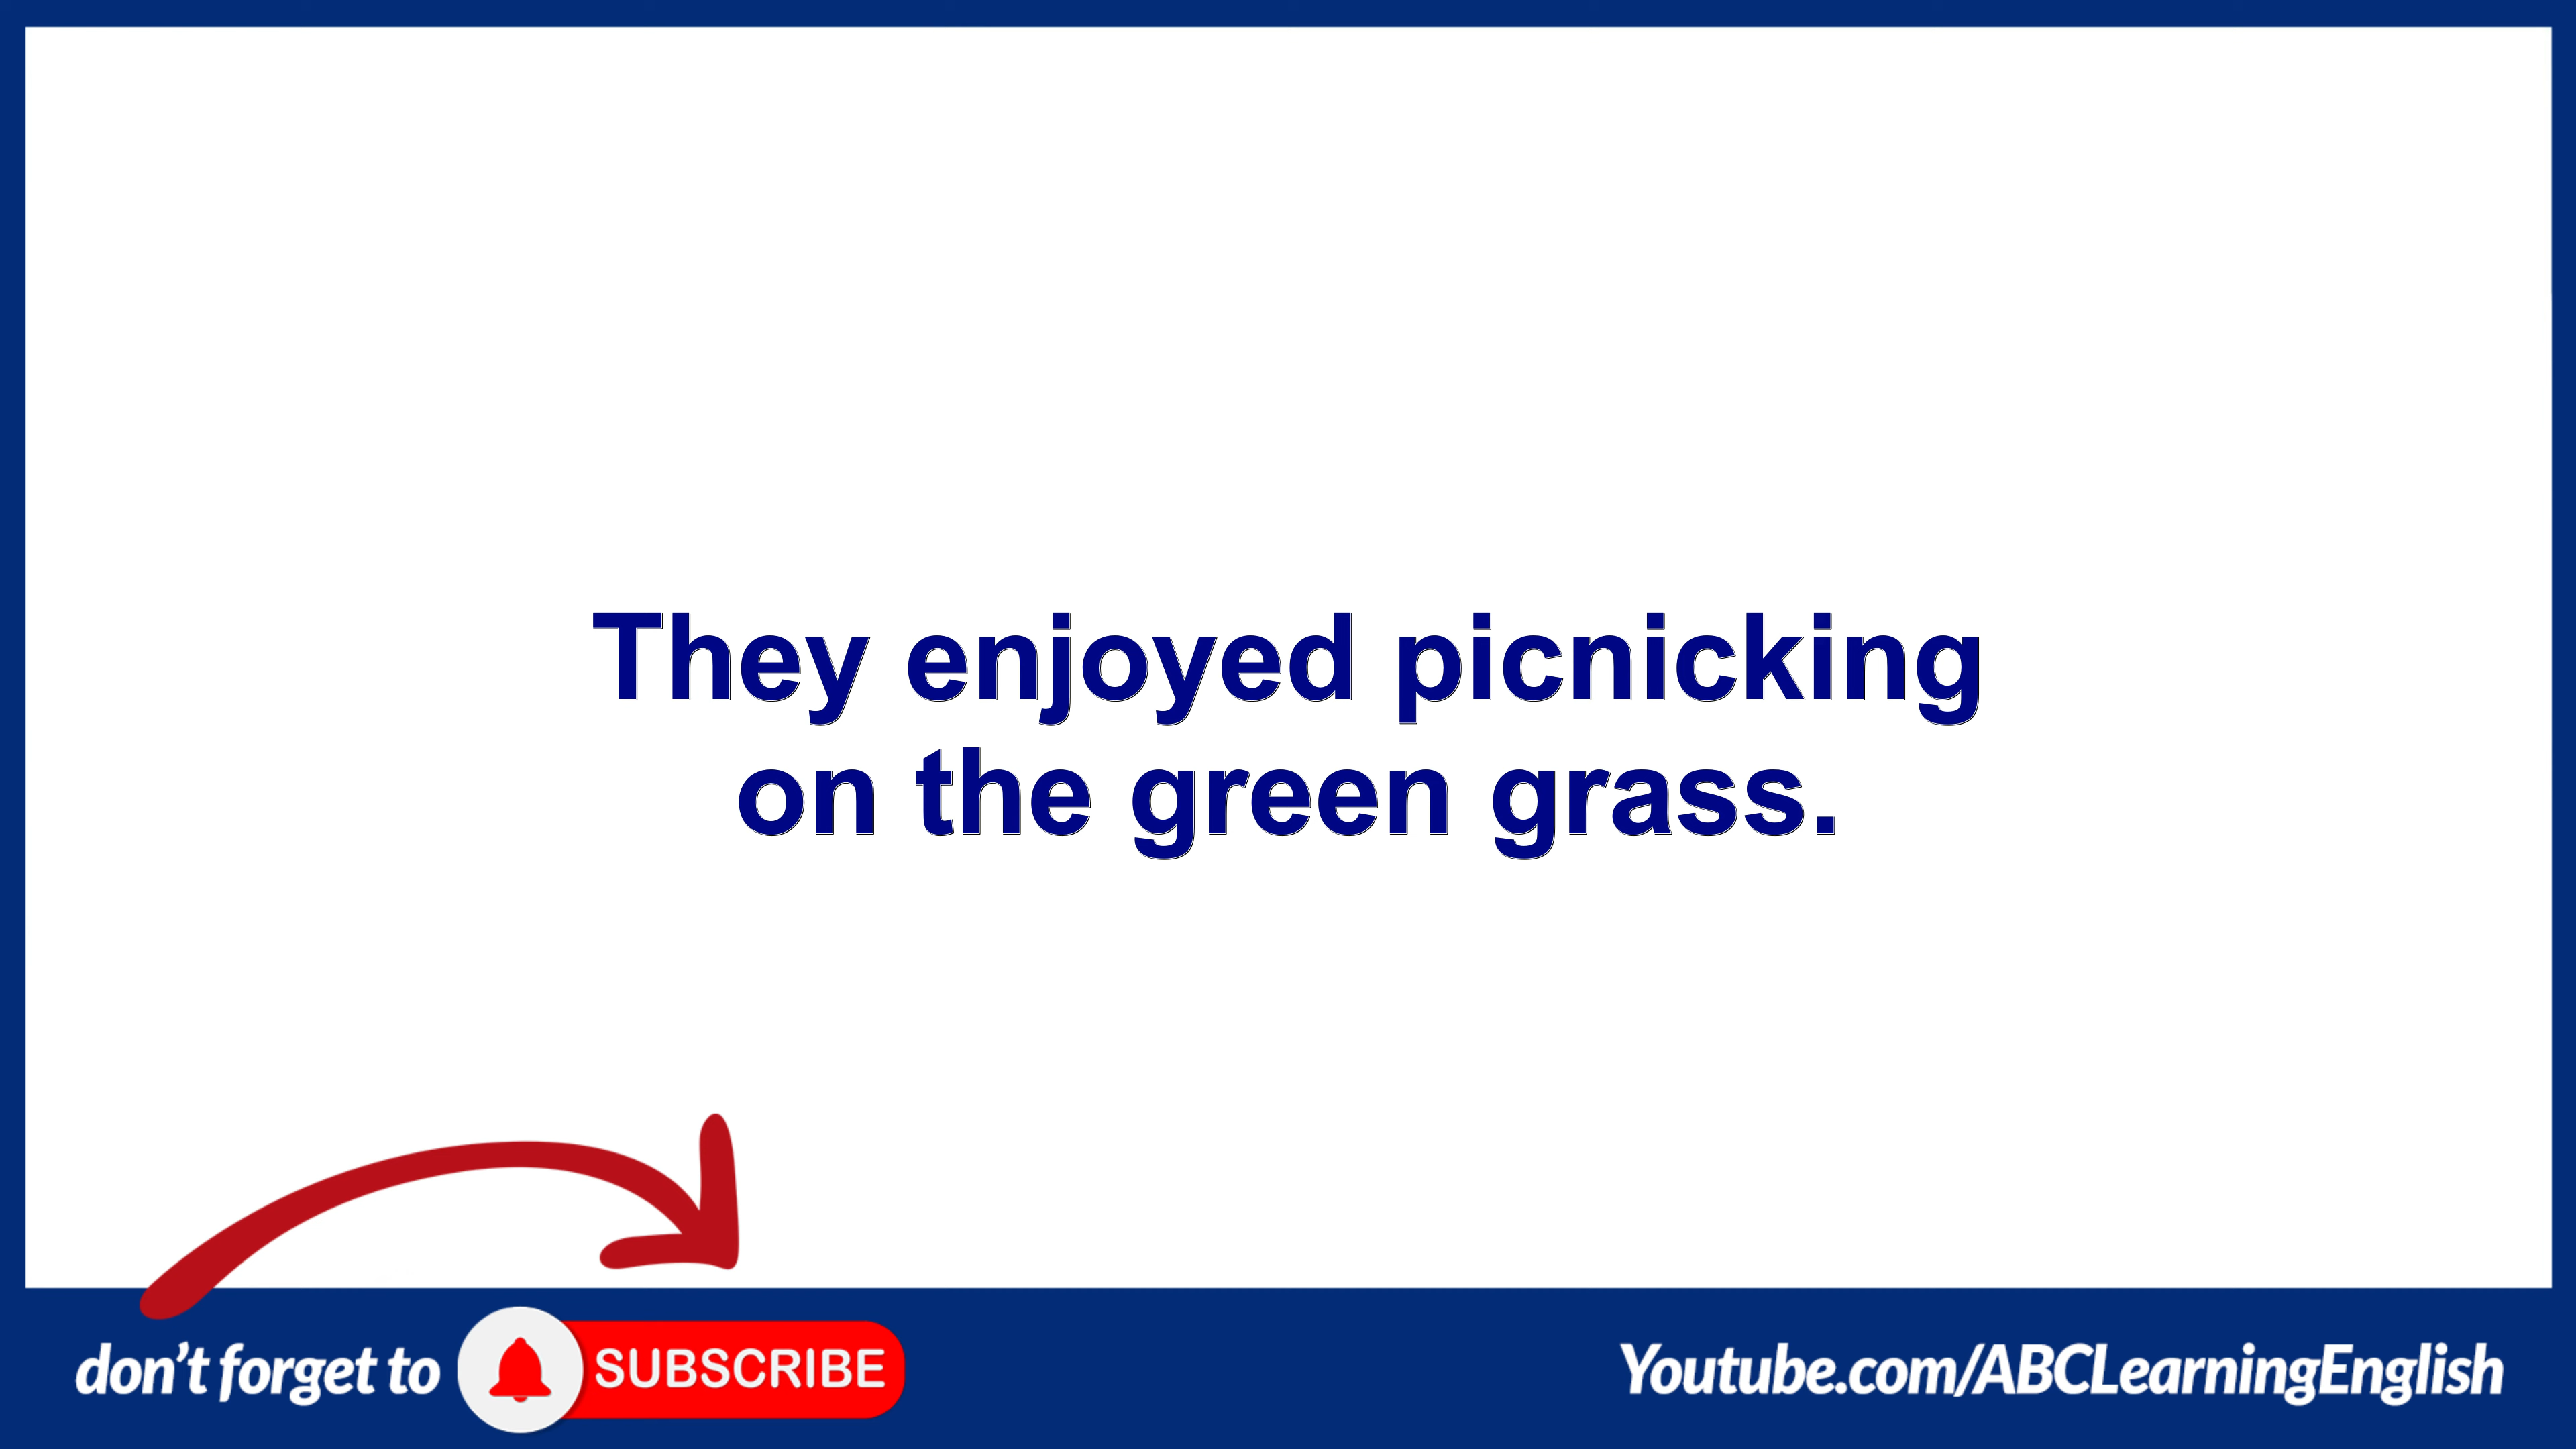 They enjoyed picnicking
on the green grass.
don't forget to SUBSCRIBE
Youtube.com/ABCLearningEnglish